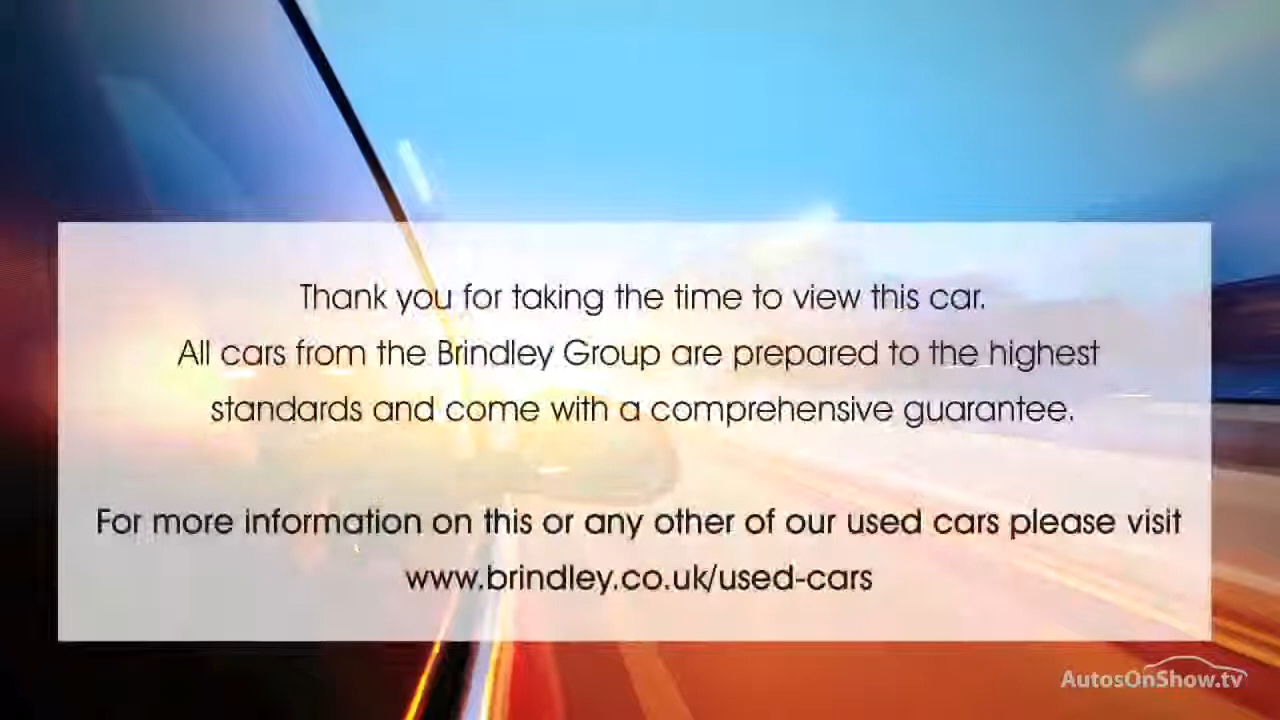 Thank you for taking the time to view this car.
All cars from the Brindley Group are prepared to the highest
standards and come with a comprehensive guarantee.
For more information on this or any other of our used cars please visit
www.brindley.co.uk/used-cars
AutosOnShow.tv